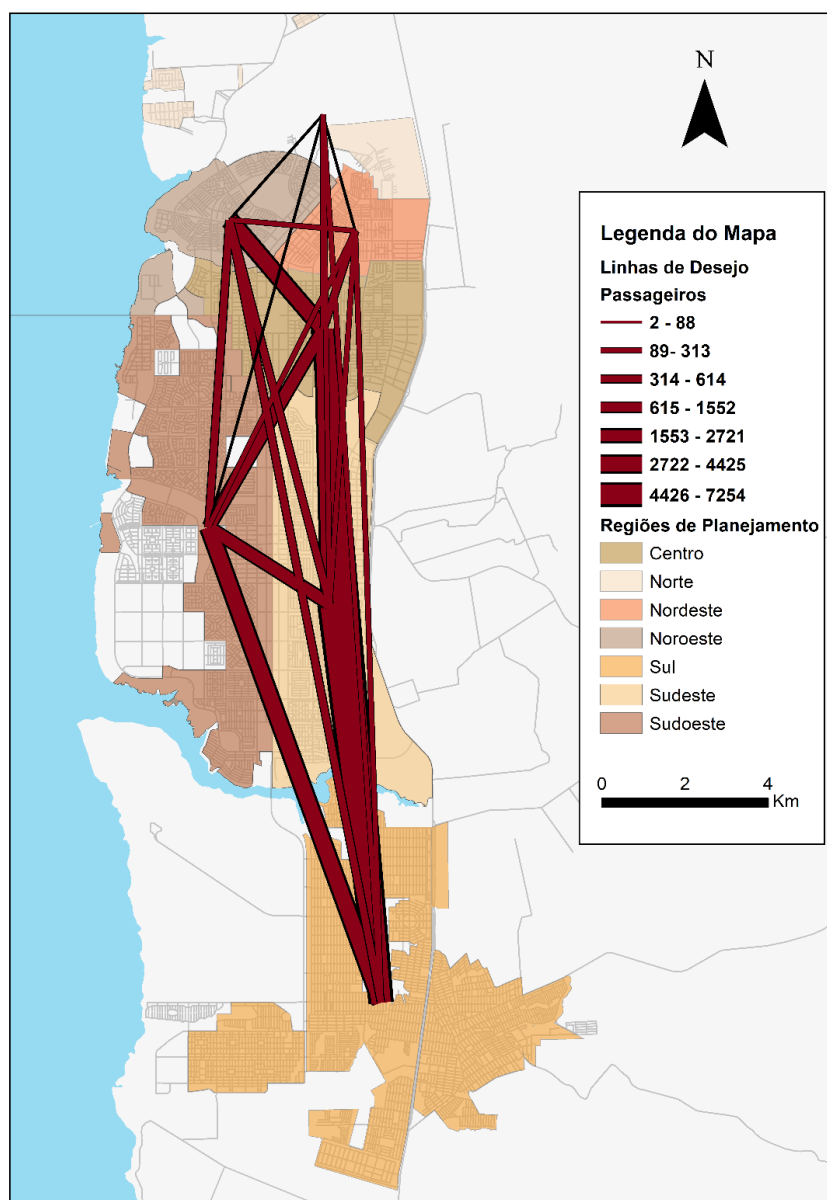 N
Legenda do Mapa
Linhas de Desejo
Passageiros
2 - 88
89- 313
314 - 614
615 - 1552
1553 - 2721
2722 - 4425
4426 - 7254
Regiões de Planejamento
Centro
Norte
Nordeste
Noroeste
Sul
Sudeste
Sudoeste
0 2 4
Km